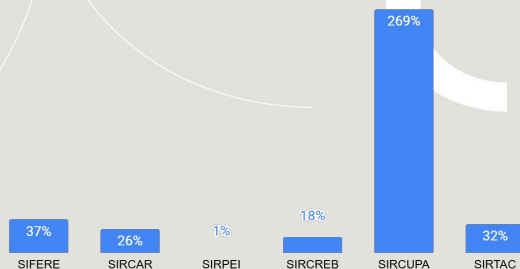 269%
37%
26%
1%
18%
32%
SIFERE
SIRCAR
SIRPEI
SIRCREB
SIRCUPA
SIRTAC